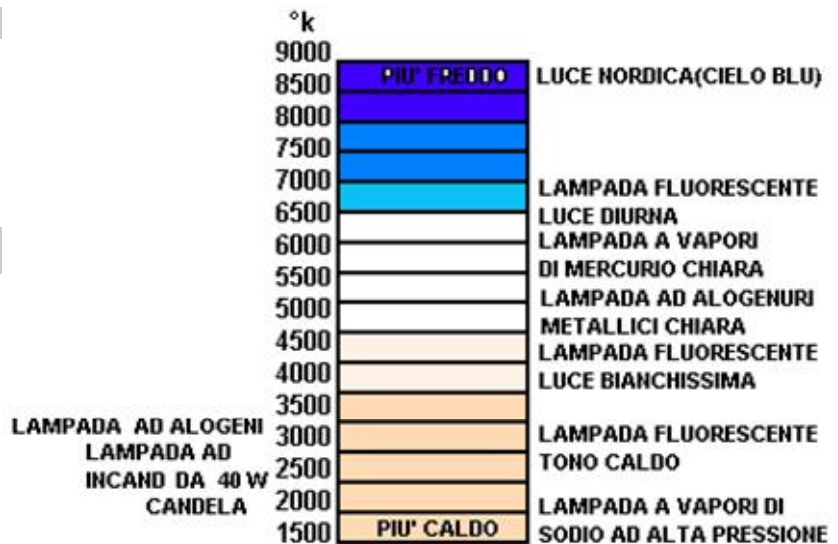 °k
9000
PIU' FREDDO
LUCE NORDICA(CIELO BLU)
8500
8000
7500
7000
LAMPADA FLUORESCENTE
6500
LUCE DIURNA
6000
LAMPADA A VAPORI
5500
DI MERCURIO CHIARA
5000
LAMPADA AD ALOGENURI
METALLICI CHIARA
4500
LAMPADA FLUORESCENTE
4000
LUCE BIANCHISSIMA
3500
LAMPADA AD ALOGENI
3000
LAMPADA FLUORESCENTE
LAMPADA AD
TONO CALDO
INCAND DA 40 W
2500
CANDELA
2000
LAMPADA A VAPORI DI
1500
PIU' CALDO
SODIO AD ALTA PRESSIONE